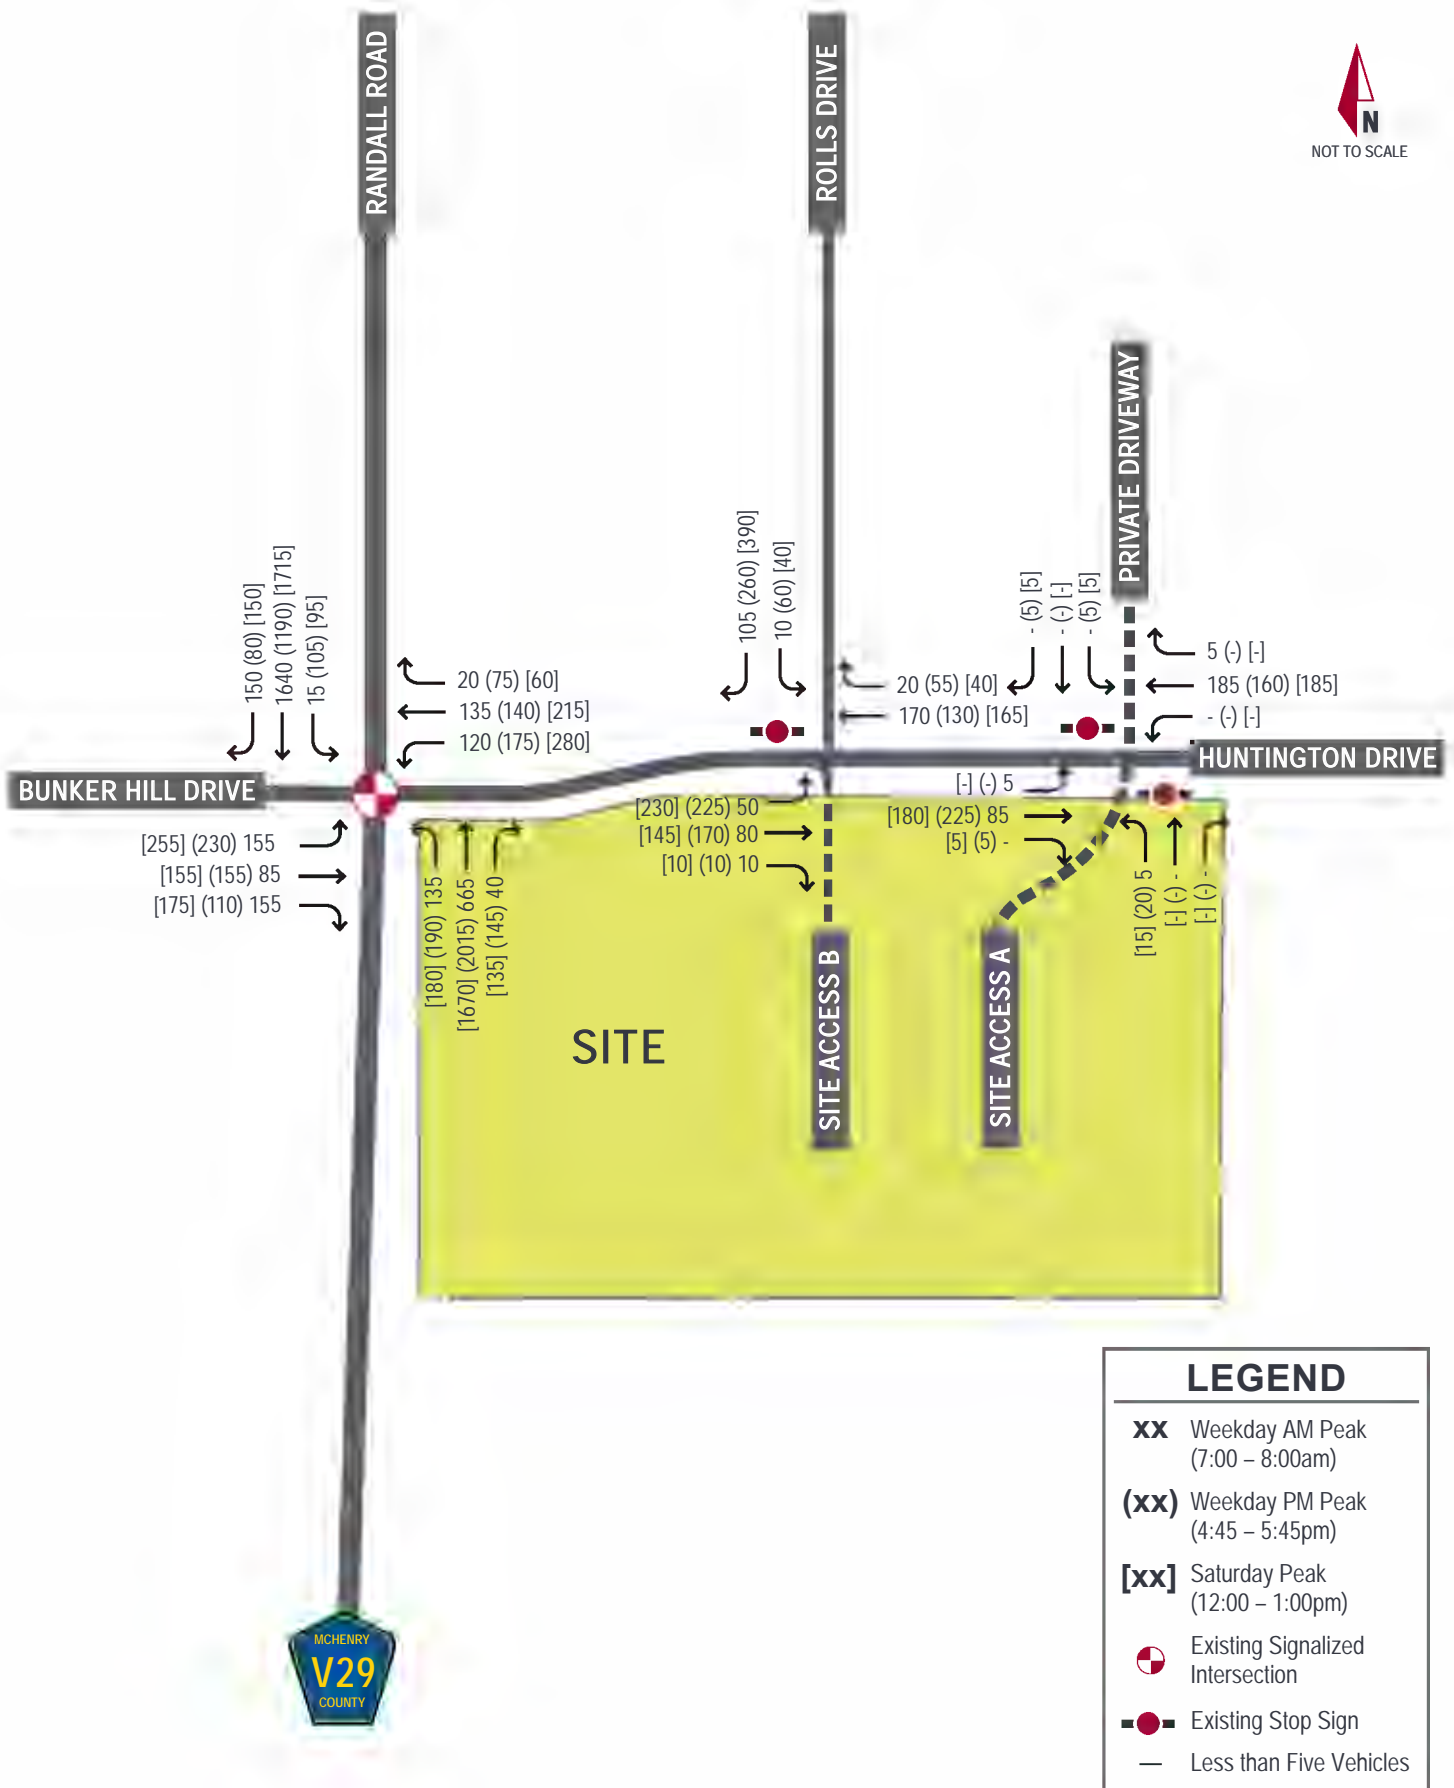 RANDALL ROAD
ROLLS DRIVE
N
NOT TO SCALE
PRIVATE DRIVEWAY
150 (80) [150]
1640 (1190) [1715]
15 (105) [95]
20 (75) [60]
135 (140) [215]
120 (175) [280]
105 (260) [390]
10 (60) [40]
20 (55) [40]
170 (130) [165]
- (5) [5]
- (-) [-]
- (5) [5]
5 (-) [-]
185 (160) [185]
- (-) [-]
BUNKER HILL DRIVE
HUNTINGTON DRIVE
[255] (230) 155
[155] (155) 85
[175] (110) 155
[180] (190) 135
[1670] (2015) 665
[135] (145) 40
[230] (225) 50
[145] (170) 80
[10] (10) 10
[-] (-) 5
[180] (225) 85
[5] (5) -
[15] (20) 5
[-] (-) -
[-] (-) -
SITE
SITE ACCESS B
SITE ACCESS A
MCHENRY
V29
COUNTY
LEGEND
xx Weekday AM Peak
(7:00 – 8:00am)
(xx) Weekday PM Peak
(4:45 – 5:45pm)
[xx] Saturday Peak
(12:00 – 1:00pm)
Existing Signalized
Intersection
Existing Stop Sign
— Less than Five Vehicles